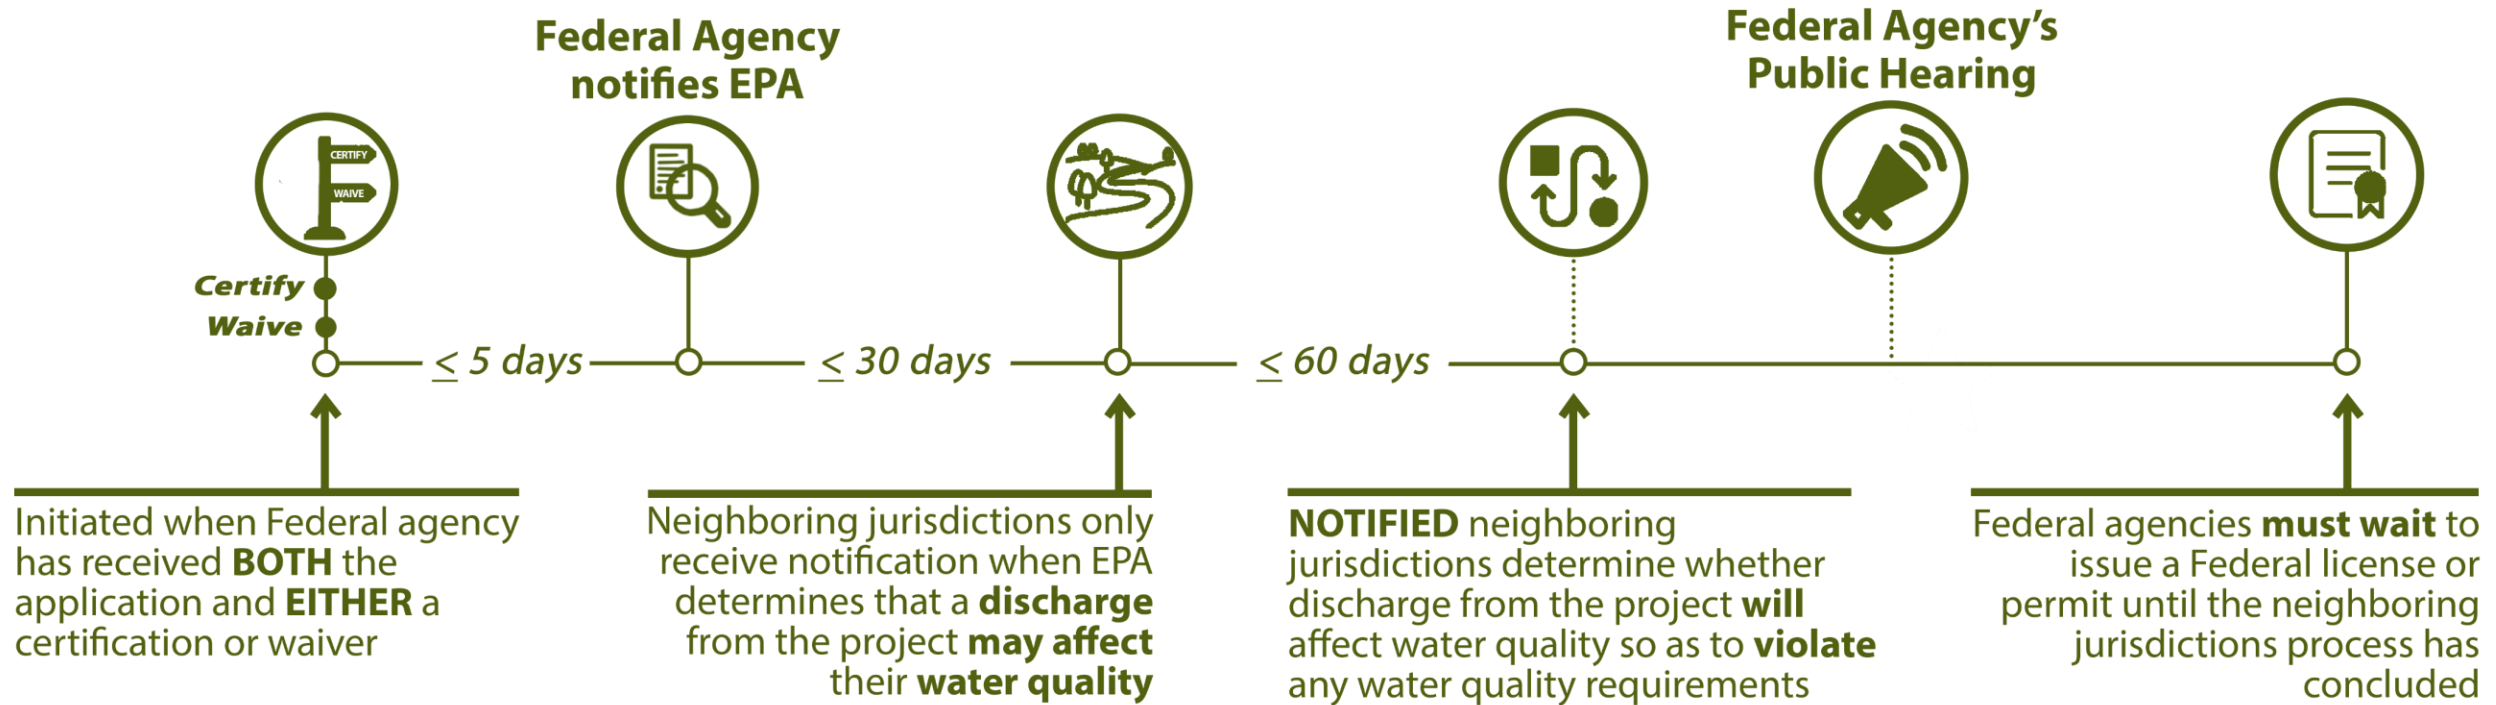 Federal Agency
notifies EPA
Federal Agency's
Public Hearing
CERTIFY
WAIVE
Certify
Waive
≤ 5 days
≤ 30 days
≤ 60 days
Initiated when Federal agency
has received BOTH the
application and EITHER a
certification or waiver
Neighboring jurisdictions only
receive notification when EPA
determines that a discharge
from the project may affect
their water quality
NOTIFIED neighboring
jurisdictions determine whether
discharge from the project will
affect water quality so as to violate
any water quality requirements
Federal agencies must wait to
issue a Federal license or
permit until the neighboring
jurisdictions process has
concluded